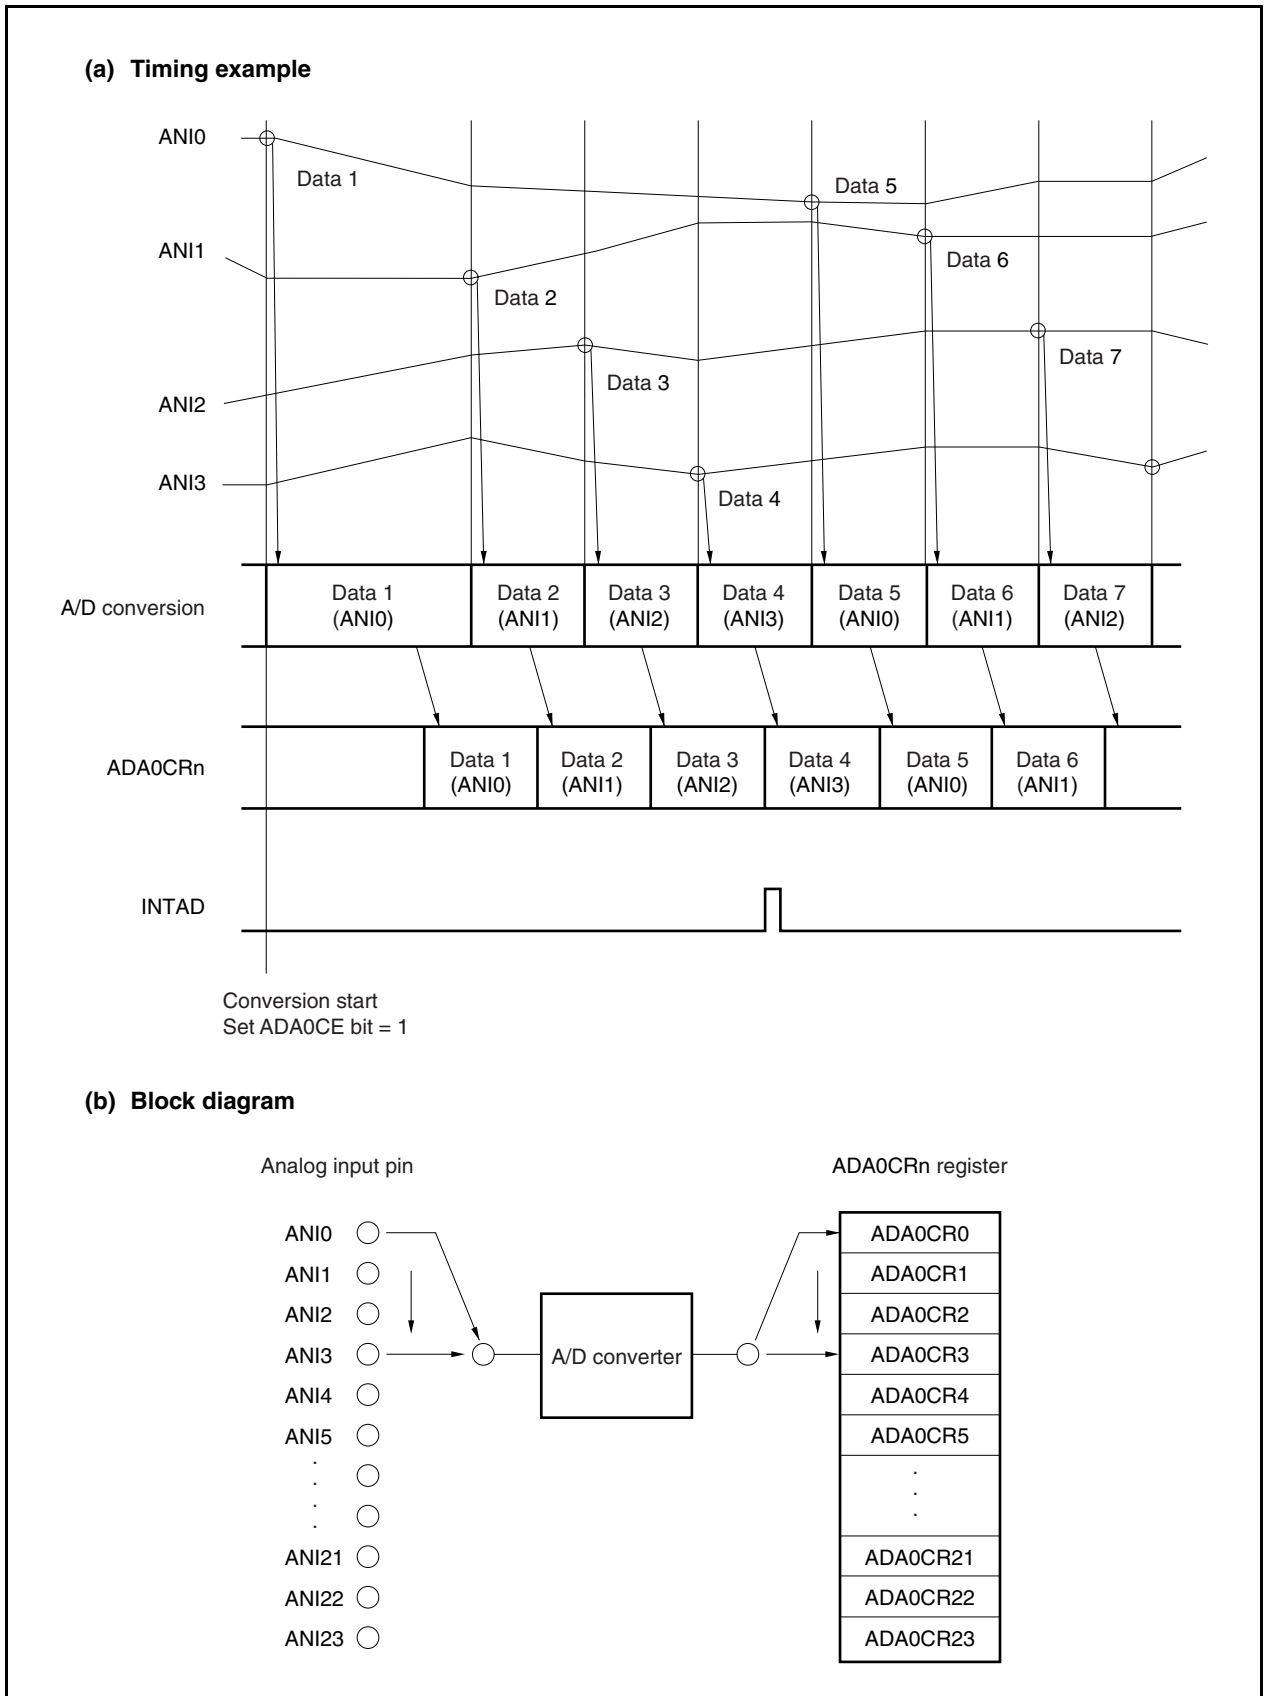 (a) Timing example
ANI0
Data 1
Data 5
ANI1
Data 6
Data 2
Data 7
Data 3
ANI2
ANI3
Data 4
A/D conversion
Data 1
(ANI0)
Data 2
(ANI1)
Data 3
(ANI2)
Data 4
(ANI3)
Data 5
(ANI0)
Data 6
(ANI1)
Data 7
(ANI2)
ADA0CRn
Data 1
(ANI0)
Data 2
(ANI1)
Data 3
(ANI2)
Data 4
(ANI3)
Data 5
(ANI0)
Data 6
(ANI1)
INTAD
Conversion start
Set ADA0CE bit = 1
(b) Block diagram
Analog input pin
ADA0CRn register
ANI0
ANI1
ANI2
ANI3
ANI4
ANI5
.
.
.
.
ANI21
ANI22
ANI23
A/D converter
ADA0CR0
ADA0CR1
ADA0CR2
ADA0CR3
ADA0CR4
ADA0CR5
.
.
.
ADA0CR21
ADA0CR22
ADA0CR23